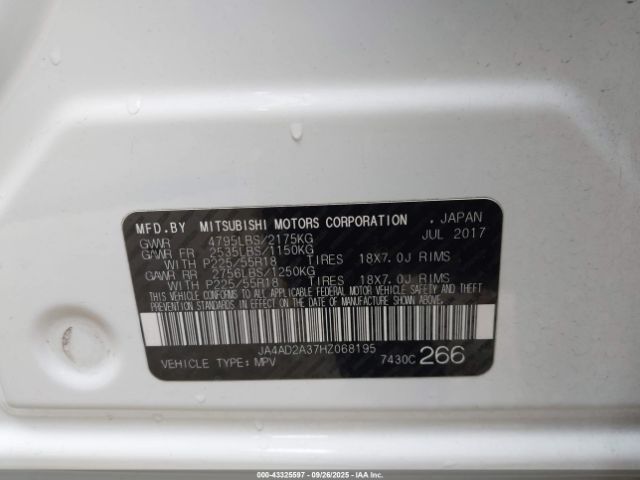 MFD.BY MITSUBISHI MOTORS CORPORATION . JAPAN
GVWR 4795LBS/2175KG JUL 2017
GAWR FR 2535LBS/1150KG
WITH P225/55R18 TIRES 18X7.0J RIMS
GAWR RR 2756LBS/1250KG
WITH P225/55R18 TIRES 18X7.0J RIMS
THIS VEHICLE CONFORMS TO ALL APPLICABLE FEDERAL MOTOR VEHICLE SAFETY AND THEFT
PREVENTION STANDARDS IN EFFECT ON THE DATE OF MANUFACTURE SHOWN ABOVE.
JA4AD2A37HZ068195
VEHICLE TYPE:MPV 7430C 266
000-43325597 - 09/26/2025 - IAAI.COM